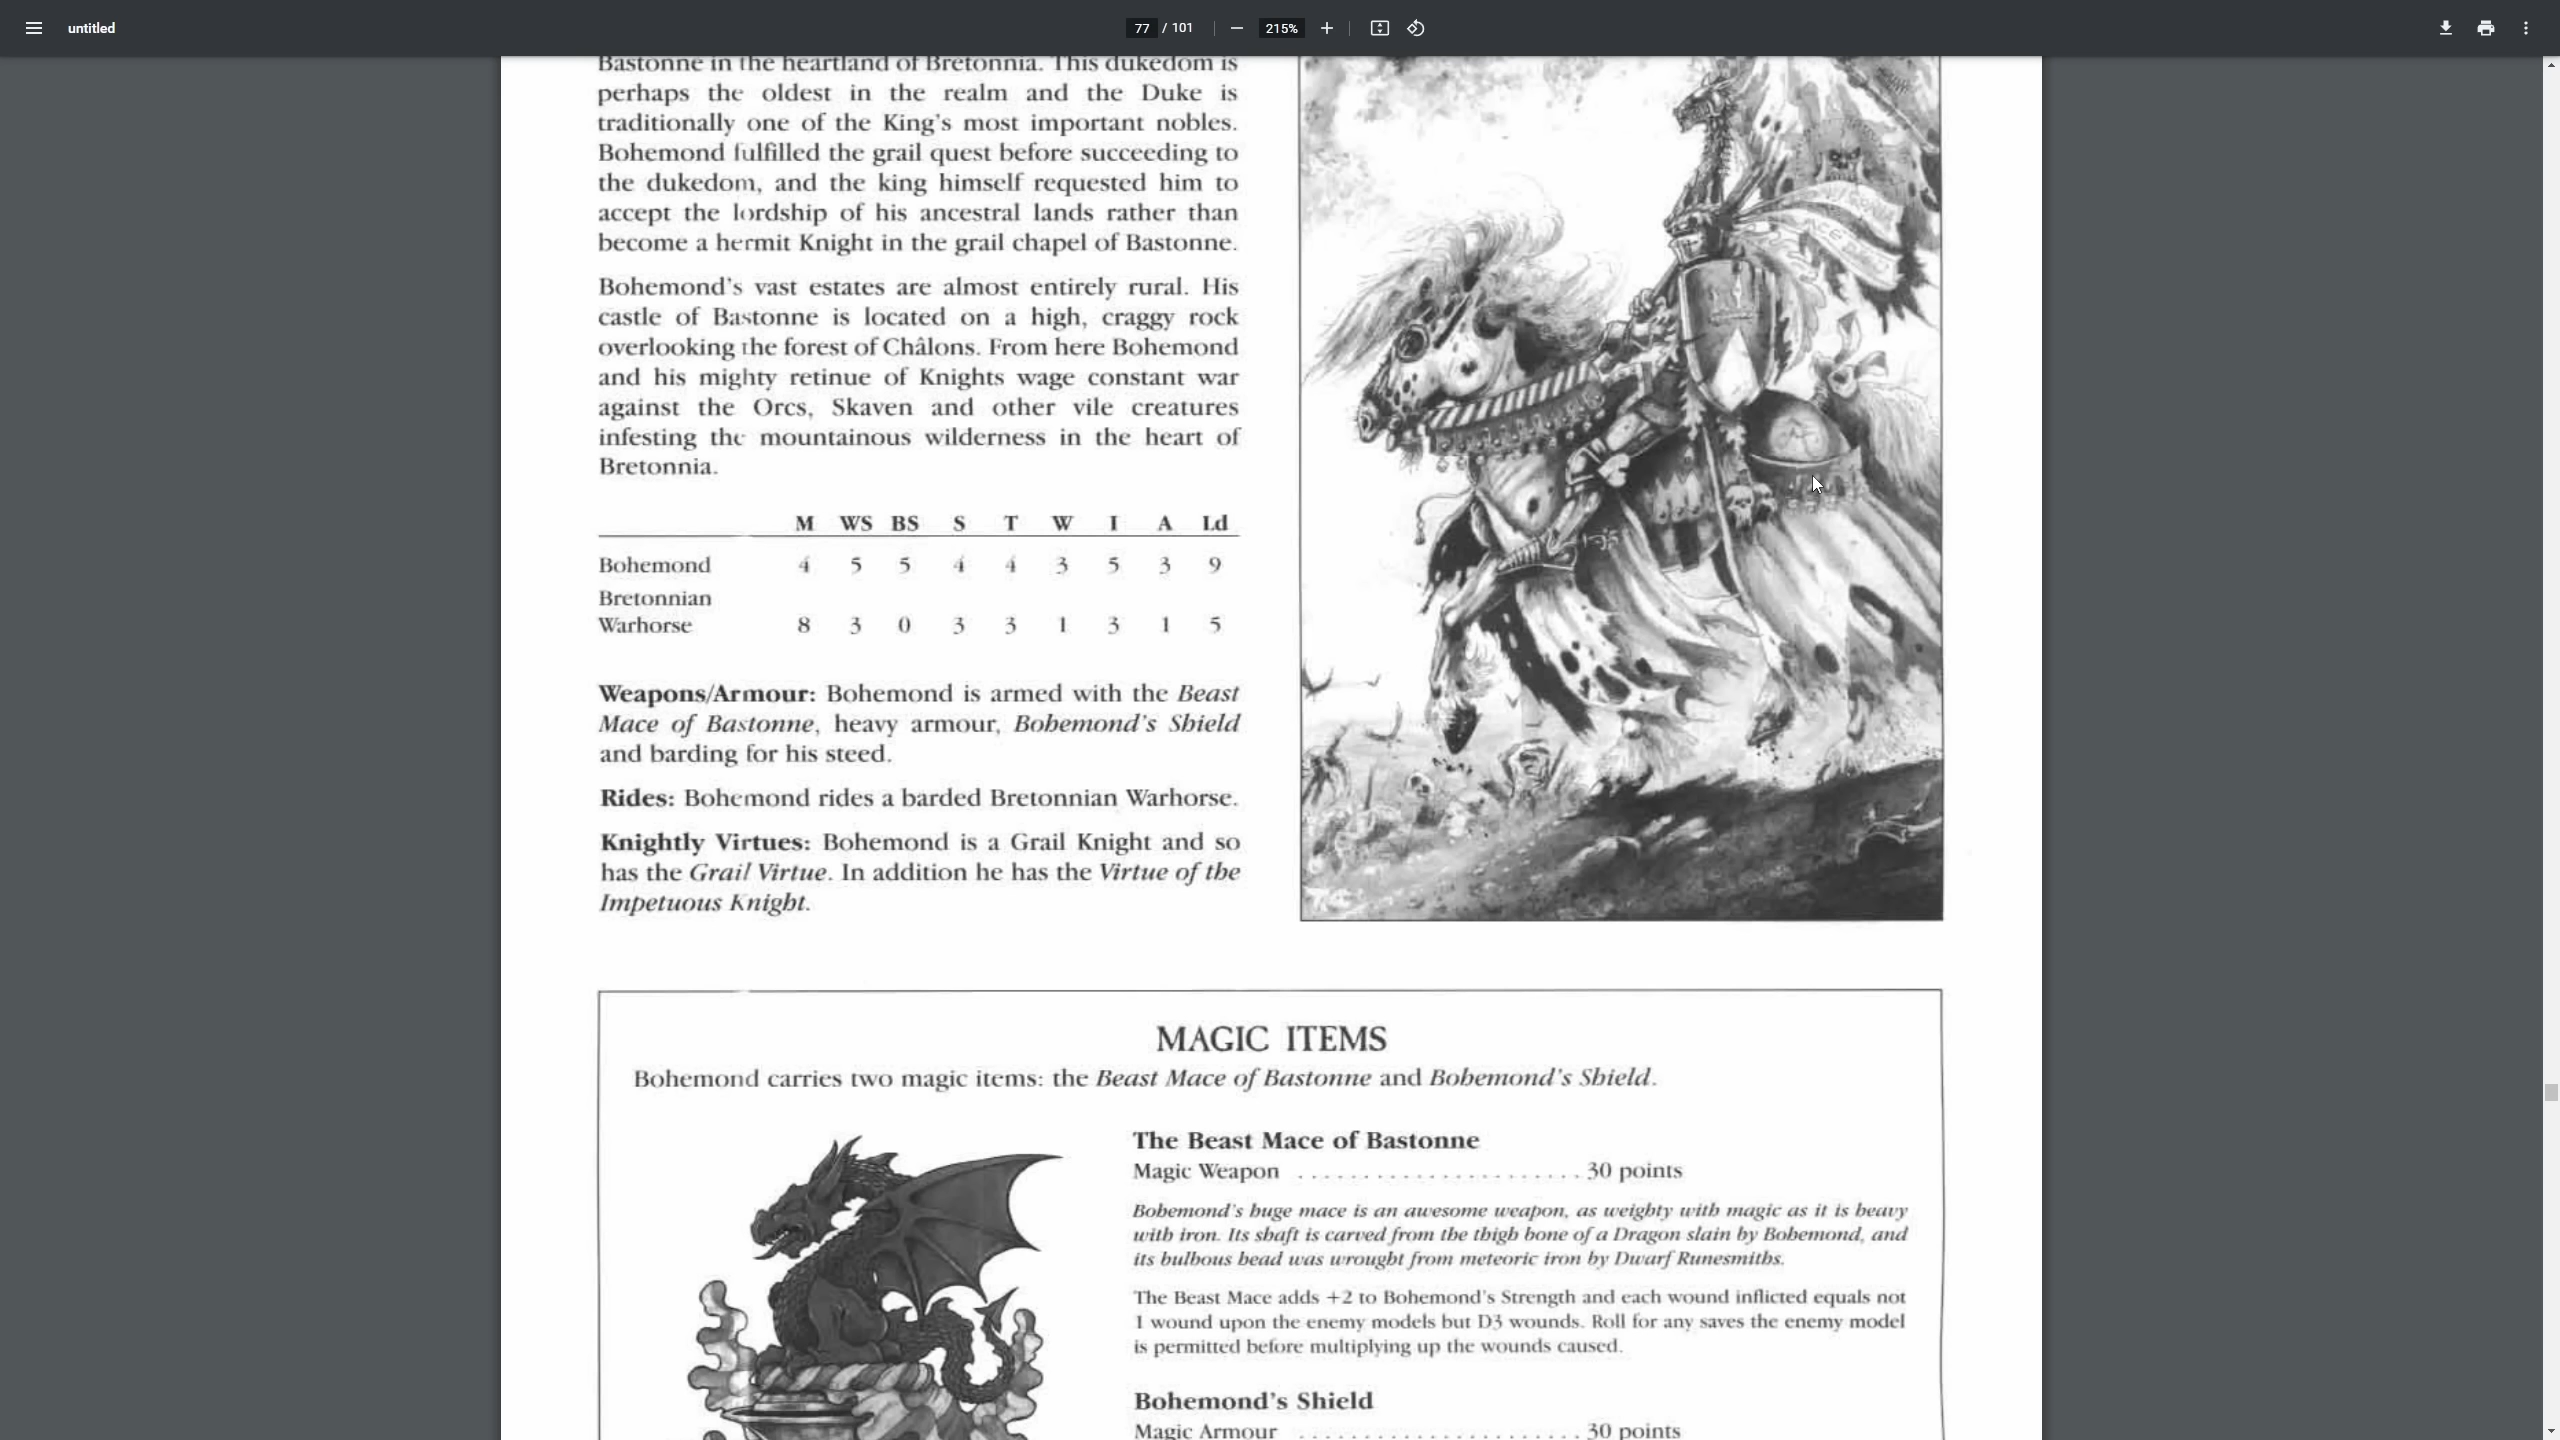 untitled
77 / 101
215%
Bastonne in the heartland of Bretonnia. This dukedom is
perhaps the oldest in the realm and the Duke is
traditionally one of the King's most important nobles.
Bohemond fulfilled the grail quest before succeeding to
the dukedom, and the king himself requested him to
accept the lordship of his ancestral lands rather than
become a hermit Knight in the grail chapel of Bastonne.
Bohemond's vast estates are almost entirely rural. His
castle of Bastonne is located on a high, craggy rock
overlooking the forest of Châlons. From here Bohemond
and his mighty retinue of Knights wage constant war
against the Orcs, Skaven and other vile creatures
infesting the mountainous wilderness in the heart of
Bretonnia.
M WS BS S T W I A Ld
Bohemond 4 5 5 4 4 3 5 3 9
Bretonnian
Warhorse 8 3 0 3 3 1 3 1 5
Weapons/Armour: Bohemond is armed with the Beast
Mace of Bastonne, heavy armour, Bohemond's Shield
and barding for his steed.
Rides: Bohemond rides a barded Bretonnian Warhorse.
Knightly Virtues: Bohemond is a Grail Knight and so
has the Grail Virtue. In addition he has the Virtue of the
Impetuous Knight.
MAGIC ITEMS
Bohemond carries two magic items: the Beast Mace of Bastonne and Bohemond's Shield.
The Beast Mace of Bastonne
Magic Weapon . . . . . . . . . . . . . . . . . . . . . . 30 points
Bohemond's huge mace is an awesome weapon, as weighty with magic as it is heavy
with iron. Its shaft is carved from the thigh bone of a Dragon slain by Bohemond, and
its bulbous head was wrought from meteoric iron by Dwarf Runesmiths.
The Beast Mace adds +2 to Bohemond's Strength and each wound inflicted equals not
1 wound upon the enemy models but D3 wounds. Roll for any saves the enemy model
is permitted before multiplying up the wounds caused.
Bohemond's Shield
Magic Armour . . . . . . . . . . . . . . . . . . . . . . 30 points